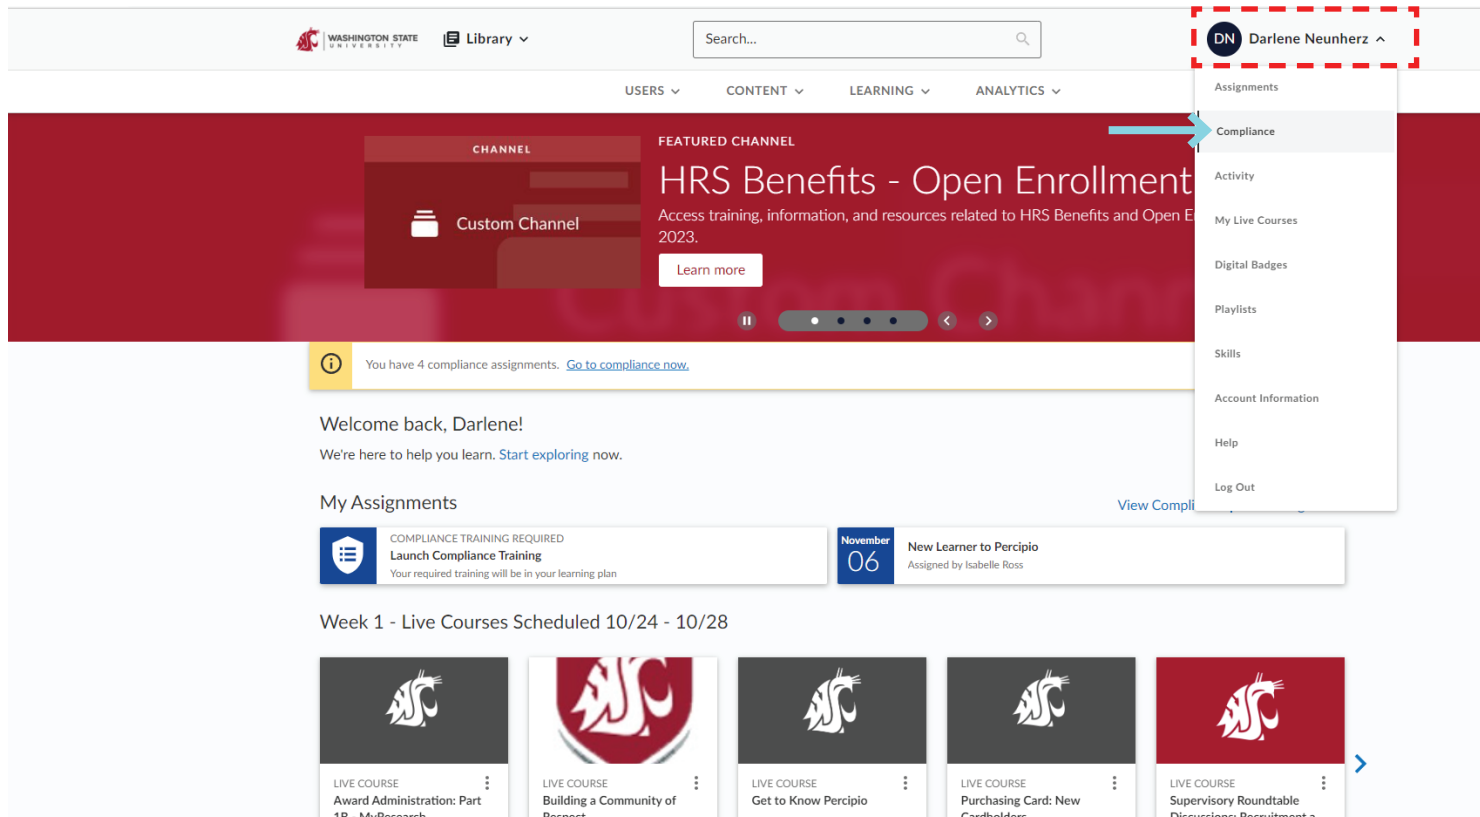 WASHINGTON STATE
UNIVERSITY
Library
Search...
DN Darlene Neunherz
USERS
CONTENT
LEARNING
ANALYTICS
Assignments
Compliance
Activity
My Live Courses
Digital Badges
Playlists
Skills
Account Information
Help
Log Out
CHANNEL
Custom Channel
FEATURED CHANNEL
HRS Benefits - Open Enrollment
Access training, information, and resources related to HRS Benefits and Open E
2023.
Learn more
You have 4 compliance assignments. Go to compliance now.
Welcome back, Darlene!
We're here to help you learn. Start exploring now.
My Assignments
View Compli
COMPLIANCE TRAINING REQUIRED
Launch Compliance Training
Your required training will be in your learning plan
November
06
New Learner to Percipio
Assigned by Isabelle Ross
Week 1 - Live Courses Scheduled 10/24 - 10/28
LIVE COURSE
Award Administration: Part
1B - MyResearch
LIVE COURSE
Building a Community of
Respect
LIVE COURSE
Get to Know Percipio
LIVE COURSE
Purchasing Card: New
Cardholders
LIVE COURSE
Supervisory Roundtable
Discussions: Recruitment a